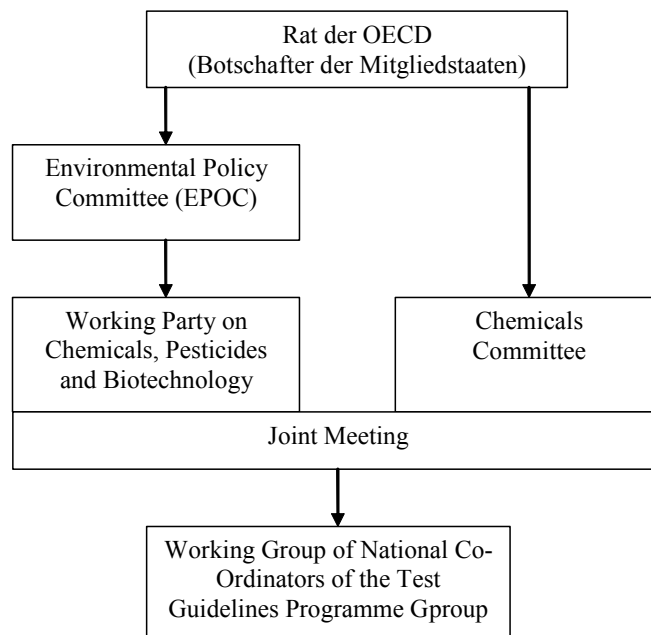 Rat der OECD
(Botschafter der Mitgliedstaaten)
Environmental Policy
Committee (EPOC)
Working Party on
Chemicals, Pesticides
and Biotechnology
Chemicals
Committee
Joint Meeting
Working Group of National Co-
Ordinators of the Test
Guidelines Programme Gproup